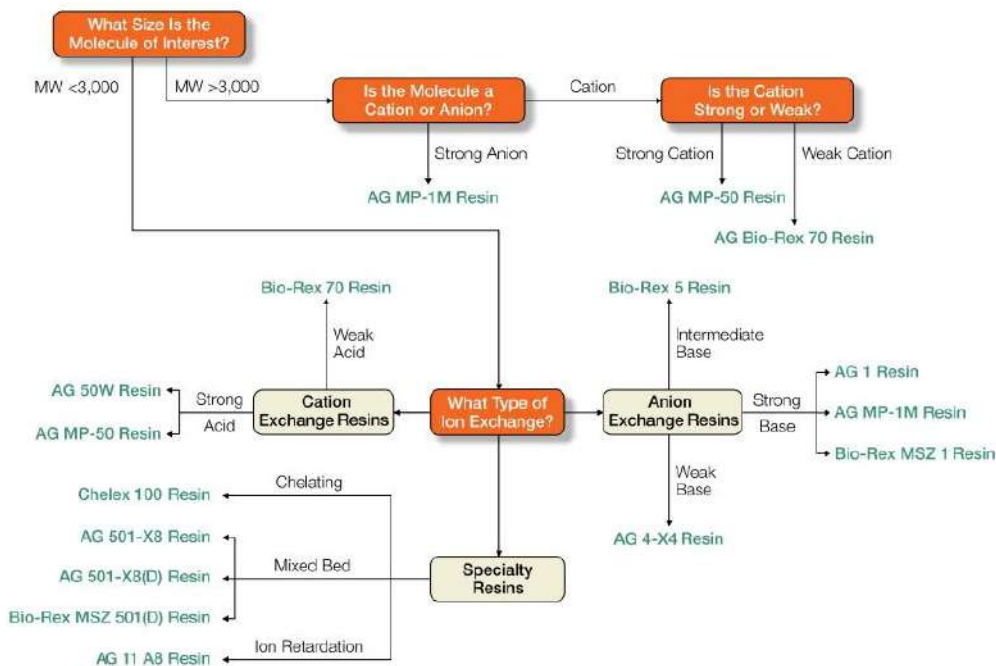 What Size Is the
Molecule of Interest?
MW <3,000
MW >3,000
Is the Molecule a
Cation or Anion?
Cation
Is the Cation
Strong or Weak?
Strong Anion
Strong Cation
Weak Cation
AG MP-1M Resin
AG MP-50 Resin
AG Bio-Rex 70 Resin
Bio-Rex 70 Resin
Bio-Rex 5 Resin
Weak
Acid
Intermediate
Base
AG 50W Resin
AG MP-50 Resin
Strong
Acid
Cation
Exchange Resins
What Type of
Ion Exchange?
Anion
Exchange Resins
Strong
Base
AG 1 Resin
AG MP-1M Resin
Bio-Rex MSZ 1 Resin
Weak
Base
AG 4-X4 Resin
Chelex 100 Resin
Chelating
AG 501-X8 Resin
AG 501-X8(D) Resin
Bio-Rex MSZ 501(D) Resin
Mixed Bed
Specialty
Resins
AG 11 A8 Resin
Ion Retardation